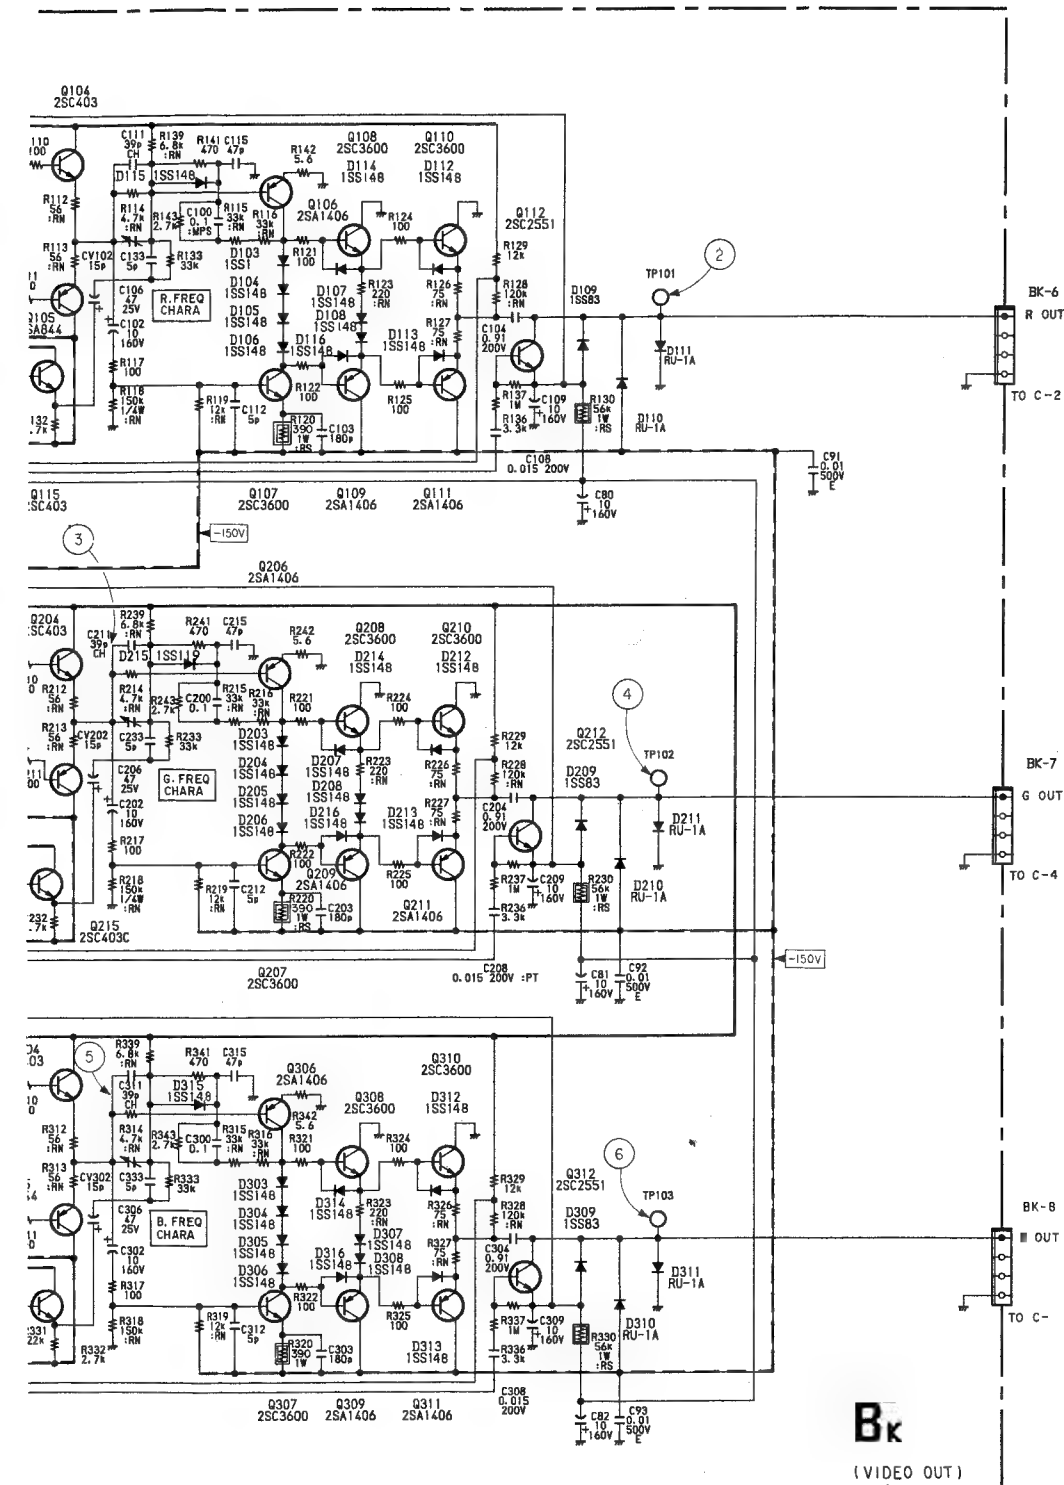 Q104
2SC403
110
100
C111
39p
CH
R139
6.8k
:RN
R141
470
C115
47p
R142
5.6
Q108
2SC3600
D114
1SS148
Q110
2SC3600
D112
1SS148
D115
1SS148
R112
56
:RN
R114
4.7k
:RN
R143
2.7k
C100
0.1
:MPS
R115
33k
:RN
R116
33k
:RN
Q106
2SA1406
R124
100
Q112
2SC2551
R129
12k
2
R113
56
:RN
CV102
15p
C133
5p
R133
33k
D103
1SS1
R121
100
TP101
D104
1SS148
D107
1SS148
R123
220
:RN
R126
75
:RN
R128
120k
:RN
D109
1SS83
BK-6
R OUT
11
C106
47
25V
R.FREQ
CHARA
D105
1SS148
D108
1SS148
Q105
SA844
C102
10
160V
D106
1SS148
D116
1SS148
D113
1SS148
R127
75
:RN
C104
0.91
200V
D111
RU-1A
R117
100
R118
150k
1/4W
:RN
R119
12k
:RN
C112
5p
R122
100
R125
100
R137
1M
C109
10
160V
R130
56k
1W
:RS
TO C-2
132
.7k
R120
390
1W
:RS
C103
180p
R136
3.3k
D110
RU-1A
C108
0.015 200V
C91
0.01
500V
E
Q115
2SC403
Q107
2SC3600
Q109
2SA1406
Q111
2SA1406
C80
10
160V
3
-150V
Q206
2SA1406
Q204
2SC403
C211
39p
CH
R239
6.8k
:RN
R241
470
C215
47p
R242
5.6
Q208
2SC3600
D214
1SS148
Q210
2SC3600
D212
1SS148
D215
1SS119
10
0
R212
56
:RN
R214
4.7k
:RN
R243
2.7k
C200
0.1
R215
33k
:RN
R216
33k
:RN
R221
100
R224
100
4
R213
56
:RN
CV202
15p
C233
5p
R233
33k
D203
1SS148
R229
12k
Q212
2SC2551
TP102
211
00
C206
47
25V
G. FREQ
CHARA
D204
1SS148
D207
1SS148
R223
220
:RN
R226
75
:RN
R228
120k
:RN
D209
1SS83
BK-7
G OUT
D205
1SS148
D208
1SS148
C202
10
160V
D206
1SS148
D216
1SS148
D213
1SS148
R227
75
:RN
C204
0.91
200V
D211
RU-1A
R217
100
R218
150k
1/4W
:RN
R219
12k
:RN
C212
5p
R222
100
Q209
2SA1406
R225
100
R237
1M
C209
10
160V
R230
56k
1W
:RS
D210
RU-1A
TO C-4
232
.7k
Q215
2SC403C
R220
390
1W
:RS
C203
180p
Q211
2SA1406
R236
3.3k
Q207
2SC3600
C208
0.015 200V :PT
C81
10
160V
C92
0.01
500V
E
-150V
04
403
5
R339
6.8k
:RN
R341
470
C315
47p
Q306
2SA1406
Q310
2SC3600
C311
39p
CH
D315
1SS148
R342
5.6
Q308
2SC3600
D312
1SS148
10
0
R312
56
:RN
R314
4.7k
:RN
R343
2.7k
C300
0.1
R315
33k
:RN
R316
33k
:RN
R321
100
R324
100
6
R313
56
:RN
CV302
15p
C333
5p
R333
33k
D303
1SS148
R329
12k
Q312
2SC2551
TP103
D304
1SS148
D314
1SS148
R323
220
:RN
R326
75
:RN
R328
120k
:RN
D309
1SS83
BK-8
OUT
11
0
C306
47
25V
B. FREQ
CHARA
D305
1SS148
D307
1SS148
C302
10
160V
D306
1SS148
D316
1SS148
D308
1SS148
R327
75
:RN
C304
0.91
200V
D311
RU-1A
R317
100
R318
150k
:RN
R319
12k
:RN
C312
5p
R322
100
R325
100
R337
1M
C309
10
160V
R330
56k
1W
:RS
D310
RU-1A
TO C-
R331
22k
R332
2.7k
R320
390
1W
C303
180p
D313
1SS148
R336
3.3k
Q307
2SC3600
Q309
2SA1406
Q311
2SA1406
C308
0.015
200V
C82
10
160V
C93
0.01
500V
E
BK
(VIDEO OUT)